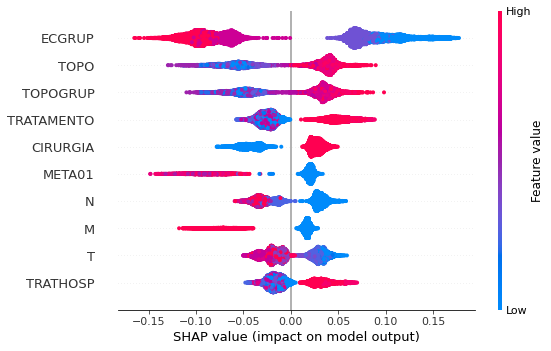 High
ECGRUP
TOPO
TOPOGRUP
TRATAMENTO
CIRURGIA
META01
N
M
T
TRATHOSP
Feature value
Low
−0.15 −0.10 −0.05 0.00 0.05 0.10 0.15
SHAP value (impact on model output)